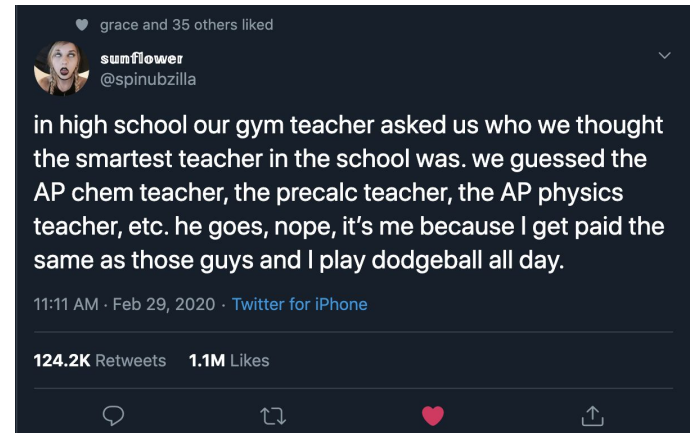 grace and 35 others liked
sunflower
@spinubzilla
in high school our gym teacher asked us who we thought
the smartest teacher in the school was. we guessed the
AP chem teacher, the precalc teacher, the AP physics
teacher, etc. he goes, nope, it’s me because I get paid the
same as those guys and I play dodgeball all day.
11:11 AM · Feb 29, 2020 · Twitter for iPhone
124.2K Retweets 1.1M Likes